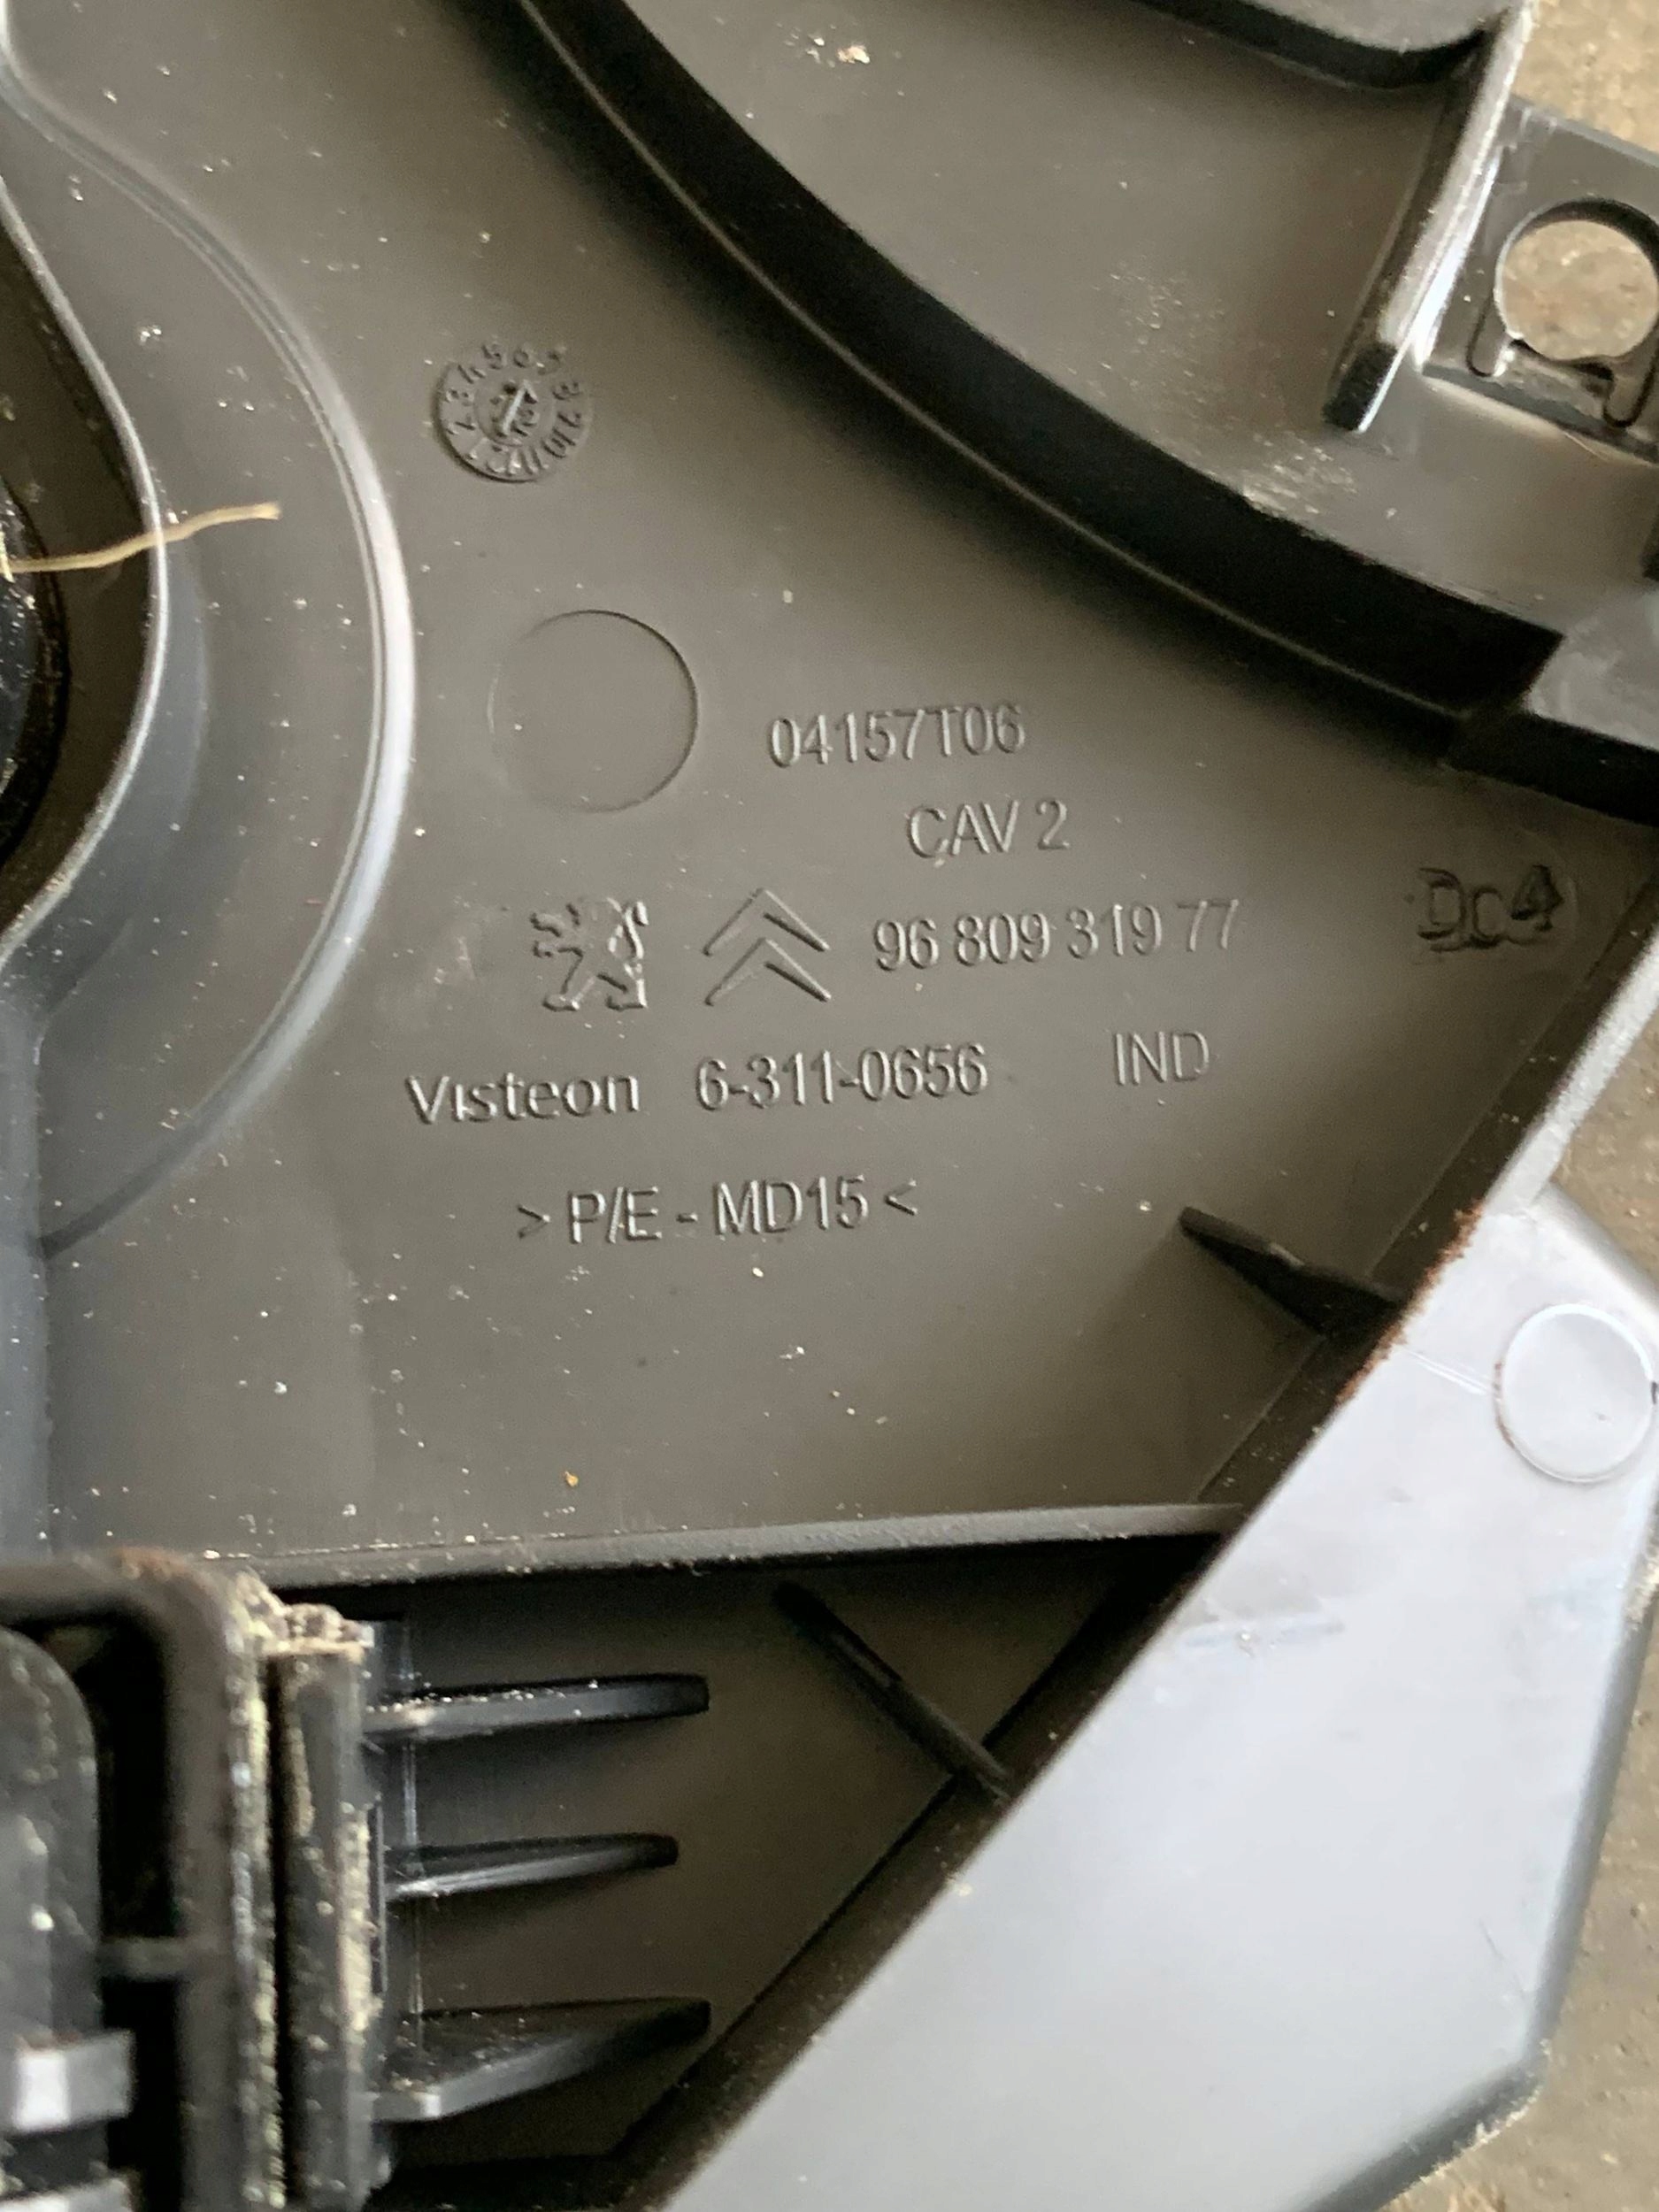 04157T06
CAV 2
96 809 319 77
Visteon 6-311-0656 IND
> P/E - MD15 <